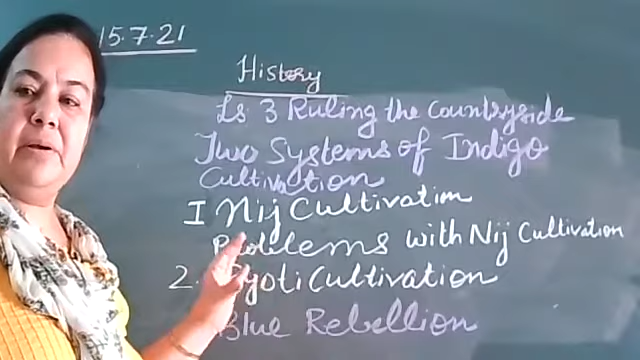 15.7.21
History
Ls. 3 Ruling the Countryside
Two Systems of Indigo
Cultivation
I Nij Cultivation
Problems with Nij Cultivation
2. Ryoti Cultivation
Blue Rebellion